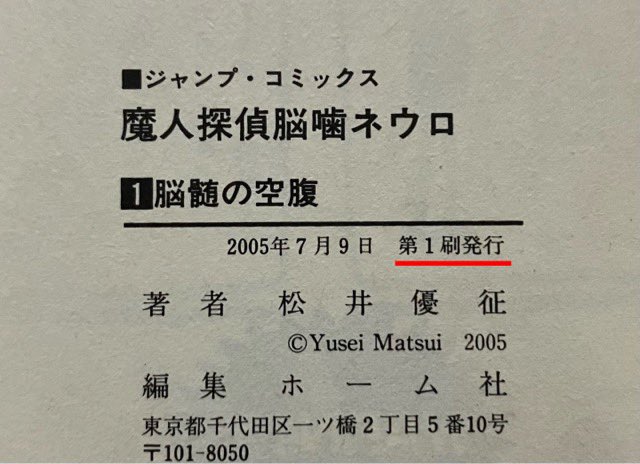 ■ジャンプ・コミックス
魔人探偵脳噛ネウロ
1脳髄の空腹
2005年7月9日 第1刷発行
著者 松井優征
©Yusei Matsui 2005
編集 ホーム社
東京都千代田区一ツ橋2丁目5番10号
〒101-8050